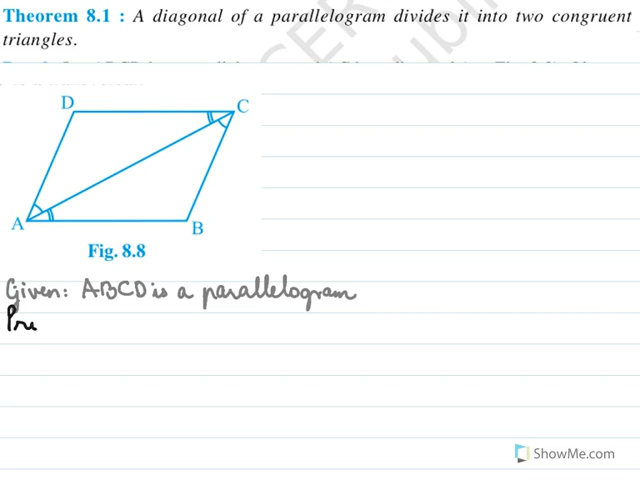 Theorem 8.1 : A diagonal of a parallelogram divides it into two congruent
triangles.
D
C
A
B
Fig. 8.8
Given: ABCD is a parallelogram
Pr
ShowMe.com